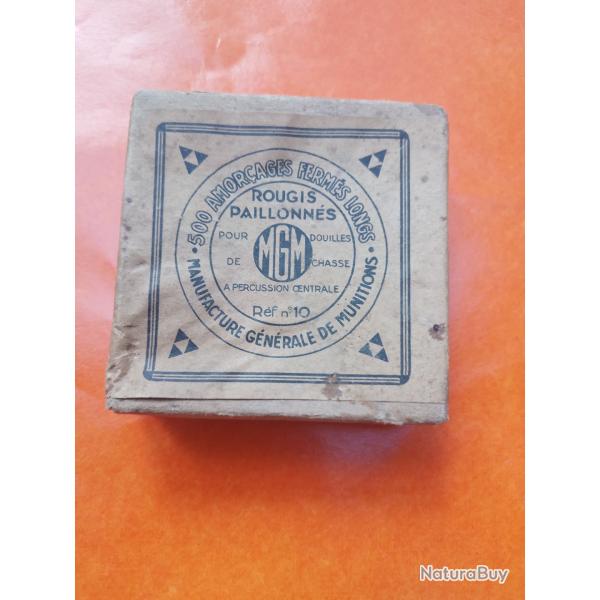 500 AMORÇAGES FERMÉS LONGS
ROUGIS
PAILLONNÉS
POUR MGM DOUILLES
DE CHASSE
A PERCUSSION CENTRALE
Réf n°10
• MANUFACTURE GÉNÉRALE DE MUNITIONS •
NaturaBuy